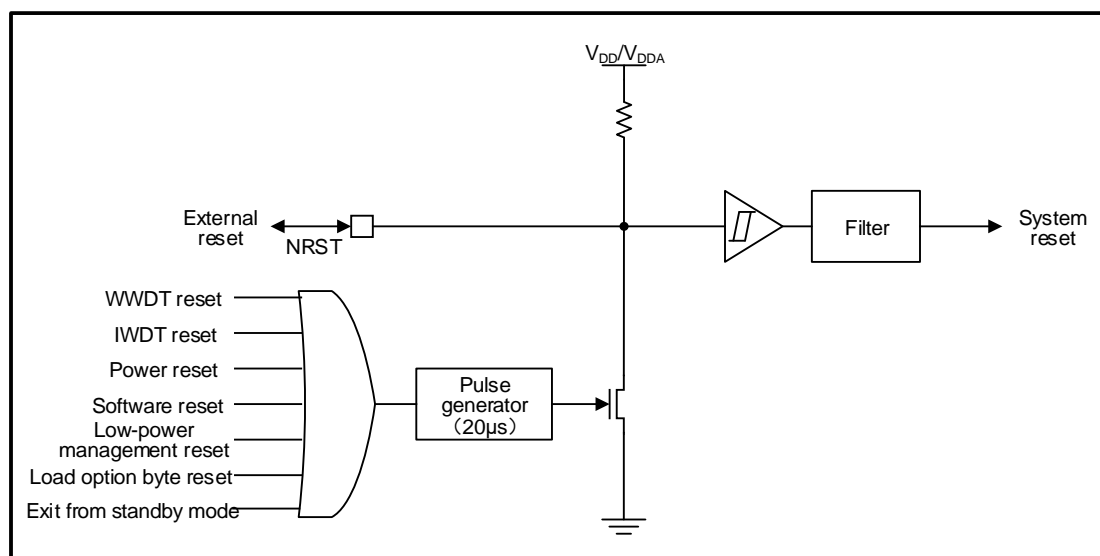 VDD/VDDA
External
reset
NRST
Filter
System
reset
WWDT reset
IWDT reset
Power reset
Software reset
Low-power
management reset
Load option byte reset
Exit from standby mode
Pulse
generator
（20μs）